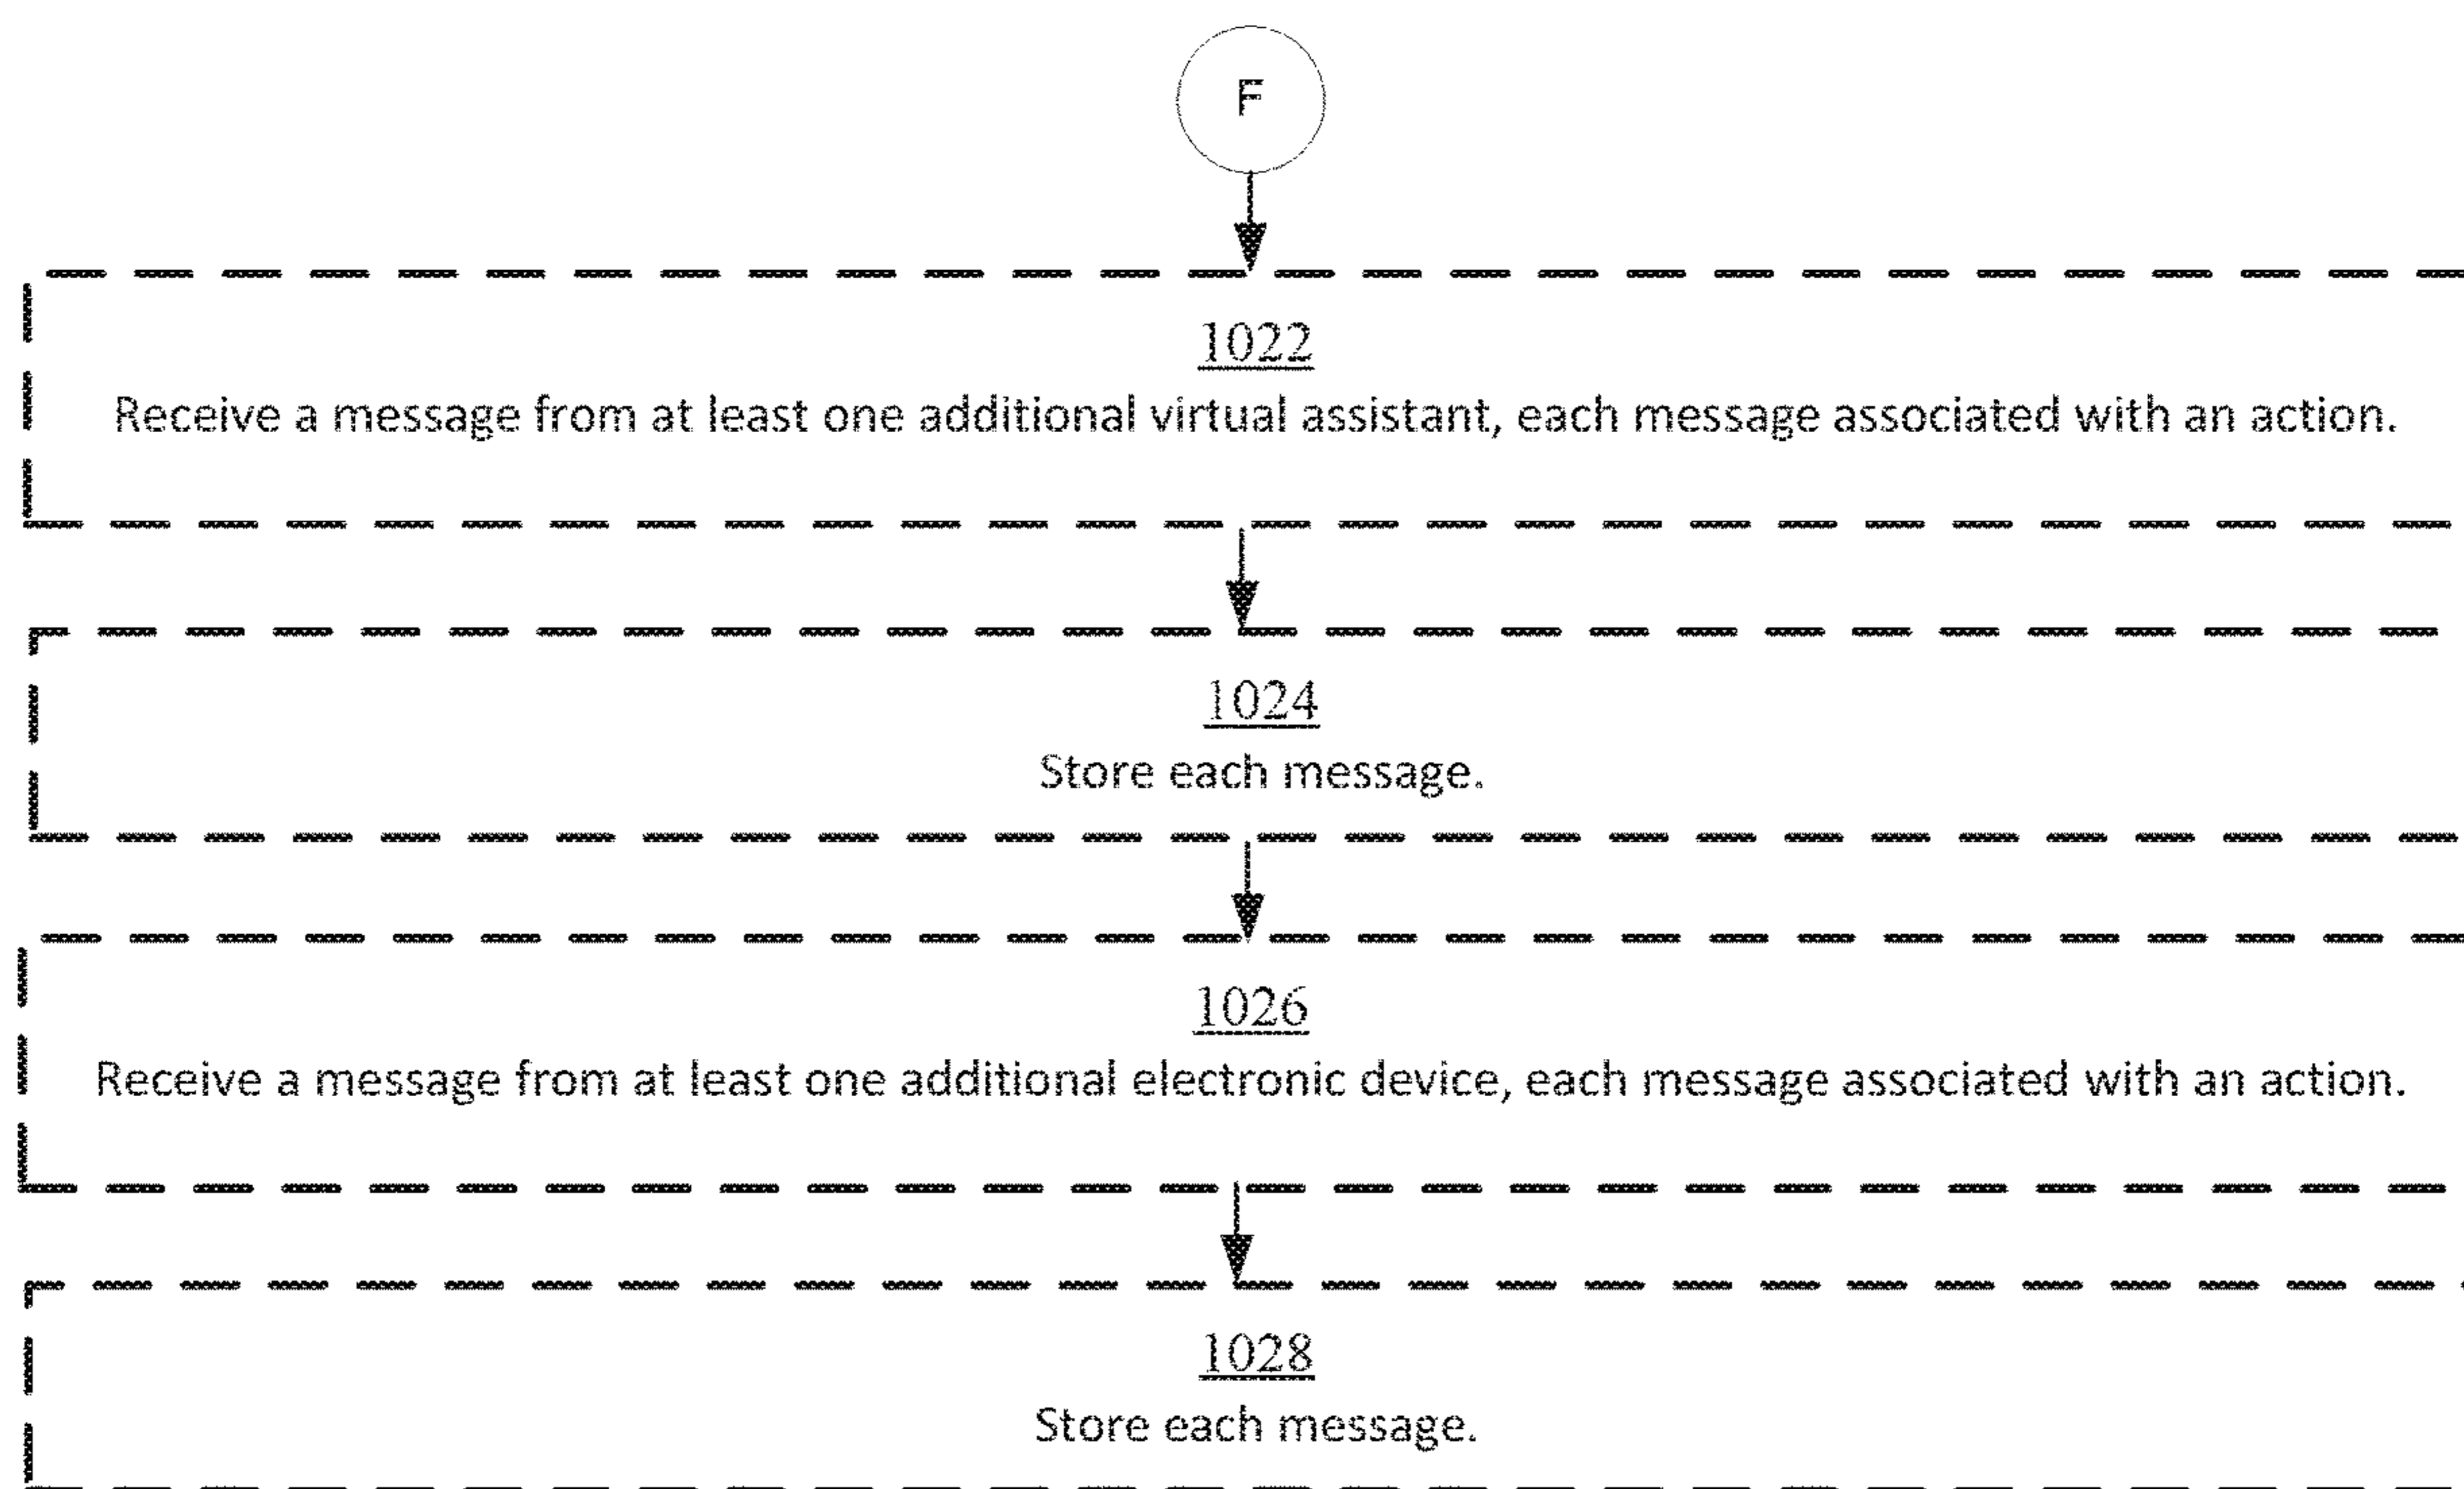 F
1022
Receive a message from at least one additional virtual assistant, each message associated with an action.
1024
Store each message.
1026
Receive a message from at least one additional electronic device, each message associated with an action.
1028
Store each message.